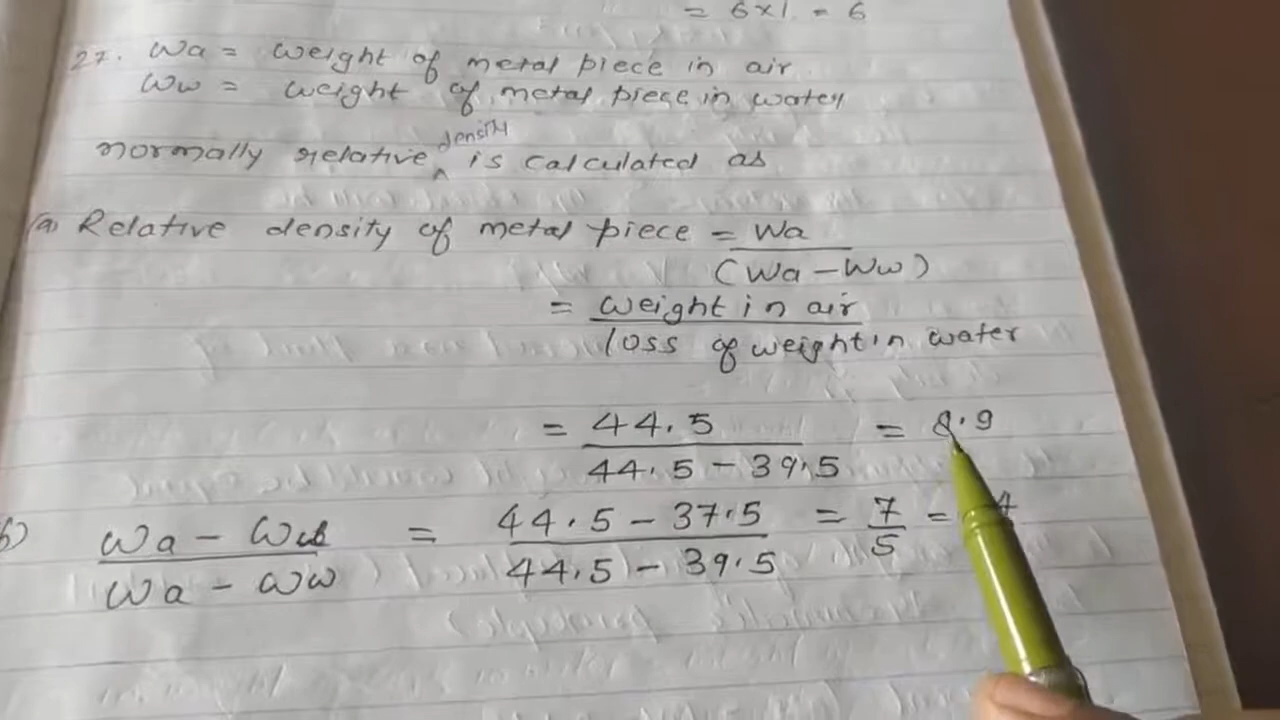 = 6x1 = 6
27. Wa = weight of metal piece in air.
Ww = weight of metal piece in water
normally relative density is calculated as
(a) Relative density of metal piece = Wa
(Wa - Ww)
= weight in air
loss of weight in water
= 44.5 = 8.9
44.5 - 39.5
b) Wa -
= 44.5 - 37.5 = 7 =
Wa - Ww 44.5 - 39.5 5